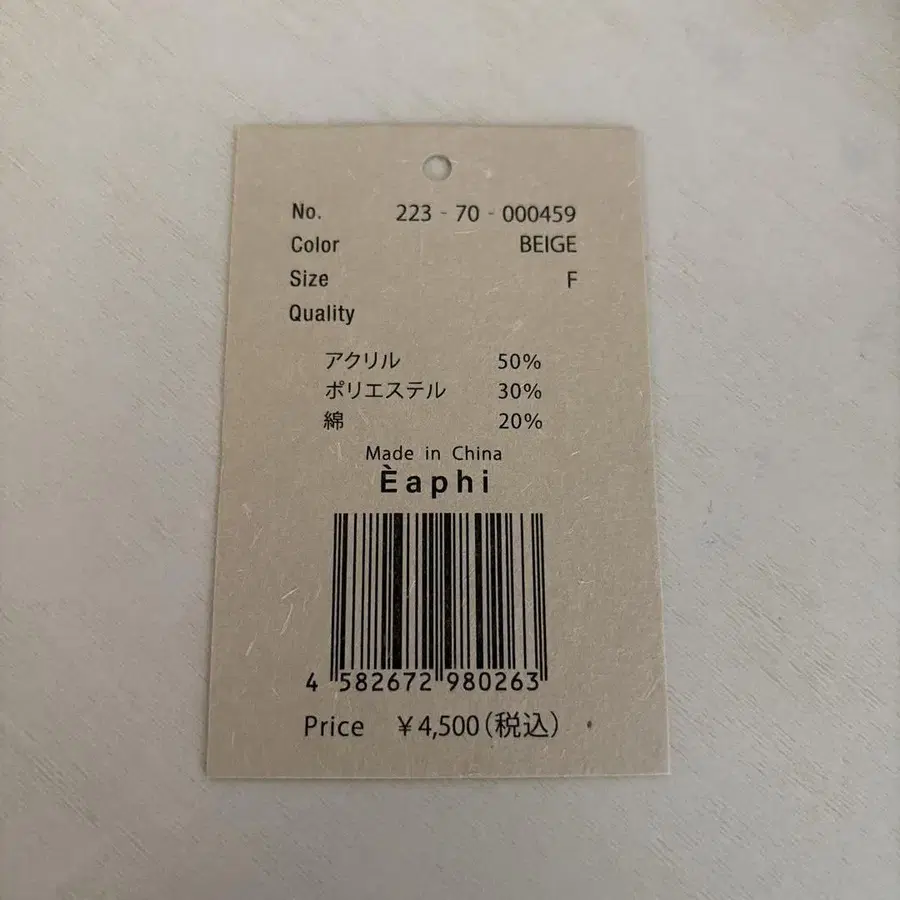 No. 223 - 70 - 000459
Color BEIGE
Size F
Quality
アクリル 50%
ポリエステル 30%
綿 20%
Made in China
Èaphi
4 582672 980263
Price ¥4,500(税込)